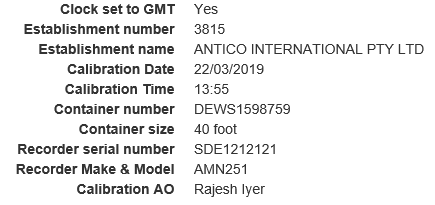 Clock set to GMT Yes
Establishment number 3815
Establishment name ANTICO INTERNATIONAL PTY LTD
Calibration Date 22/03/2019
Calibration Time 13:55
Container number DEWS1598759
Container size 40 foot
Recorder serial number SDE1212121
Recorder Make & Model AMN251
Calibration AO Rajesh Iyer